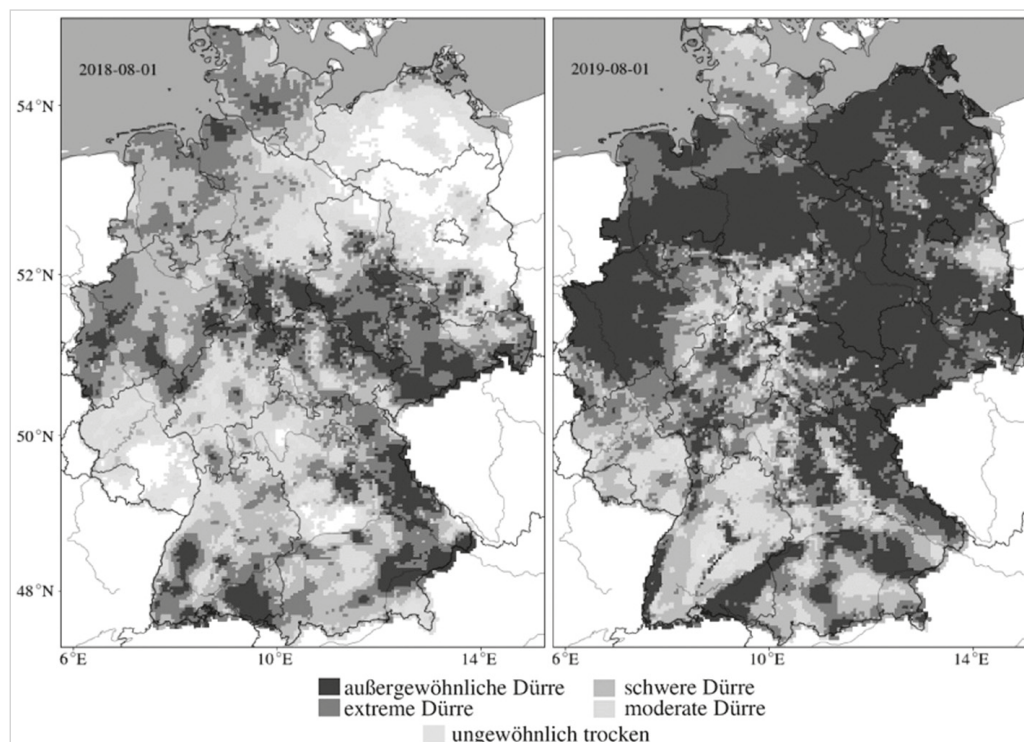 2018-08-01
2019-08-01
54°N
52°N
50°N
48°N
6°E 10°E 14°E 6°E 10°E 14°E
außergewöhnliche Dürre schwere Dürre
extreme Dürre moderate Dürre
ungewöhnlich trocken